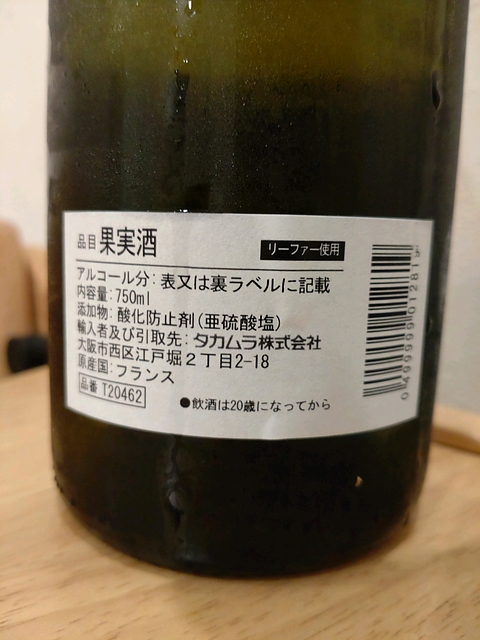 品目 果実酒 リーファー使用
アルコール分：表又は裏ラベルに記載
内容量：750ml
添加物：酸化防止剤（亜硫酸塩）
輸入者及び引取先：タカムラ株式会社
大阪市西区江戸堀２丁目2-18
原産国：フランス
品番 T20462
●飲酒は20歳になってから